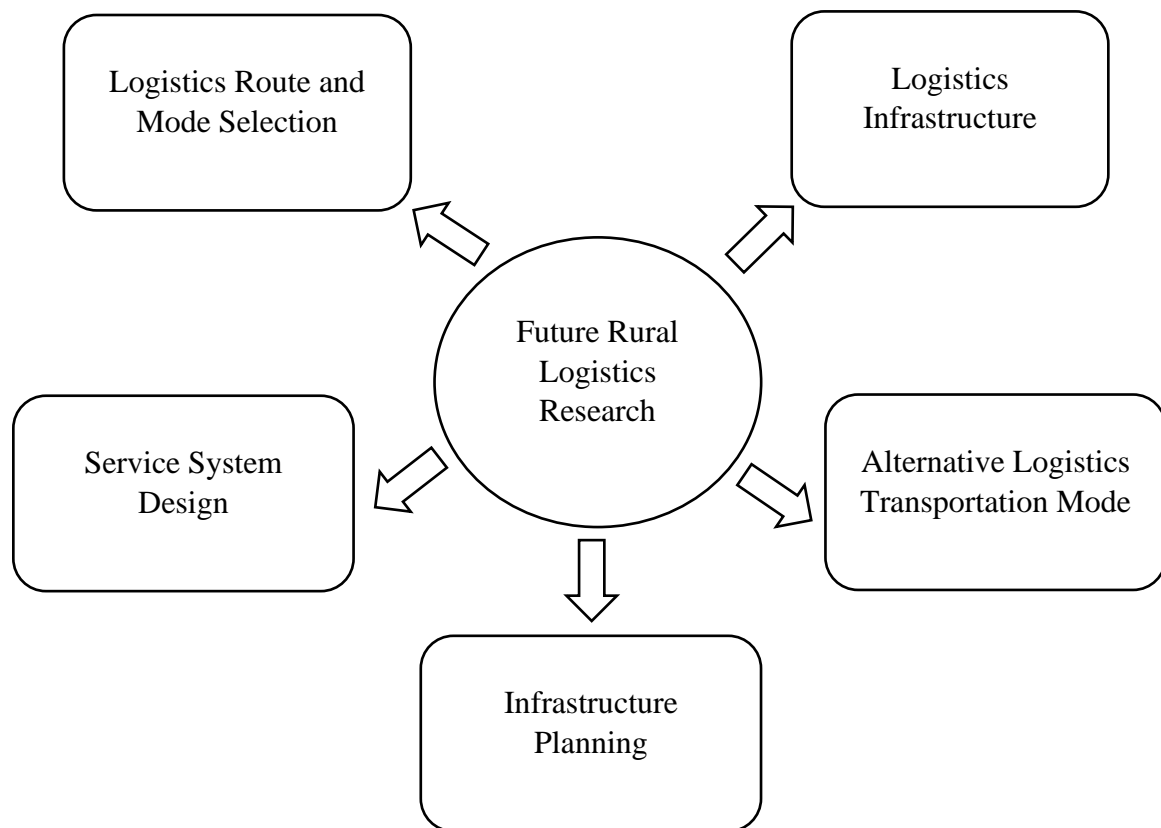 Logistics Route and
Mode Selection
Logistics
Infrastructure
Future Rural
Logistics
Research
Service System
Design
Alternative Logistics
Transportation Mode
Infrastructure
Planning